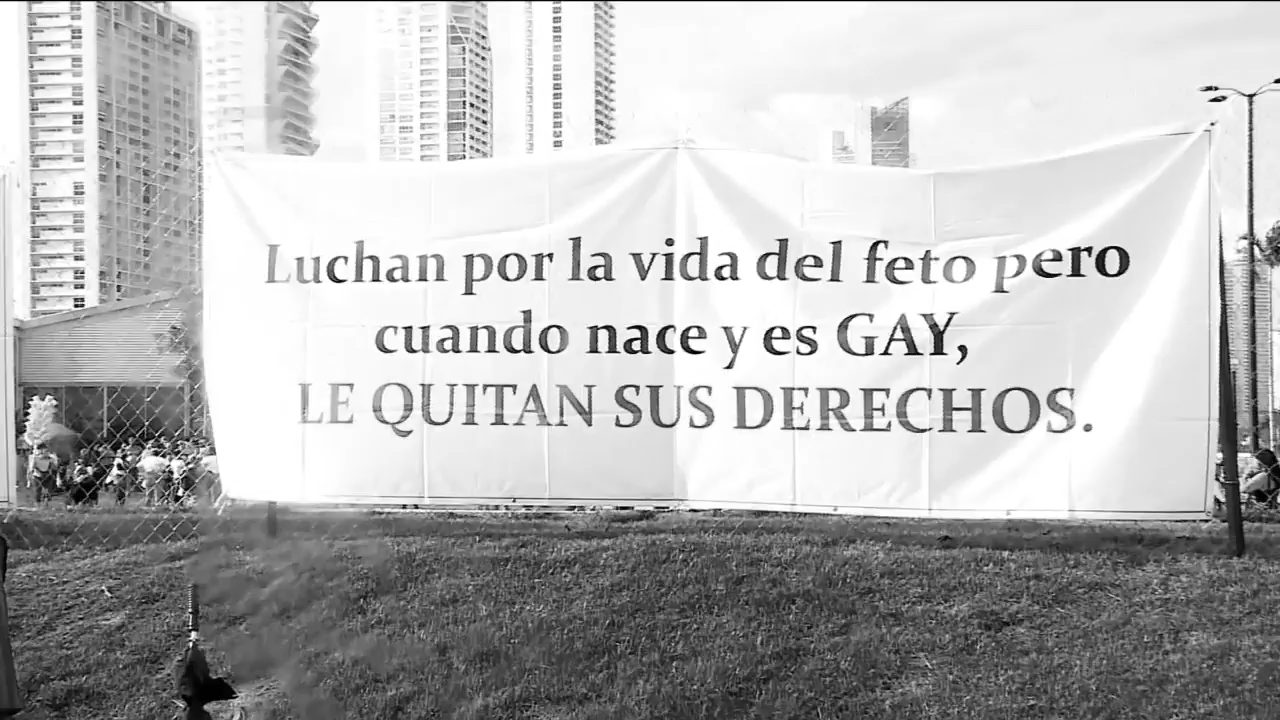 Luchan por la vida del feto pero
cuando nace y es GAY,
LE QUITAN SUS DERECHOS.